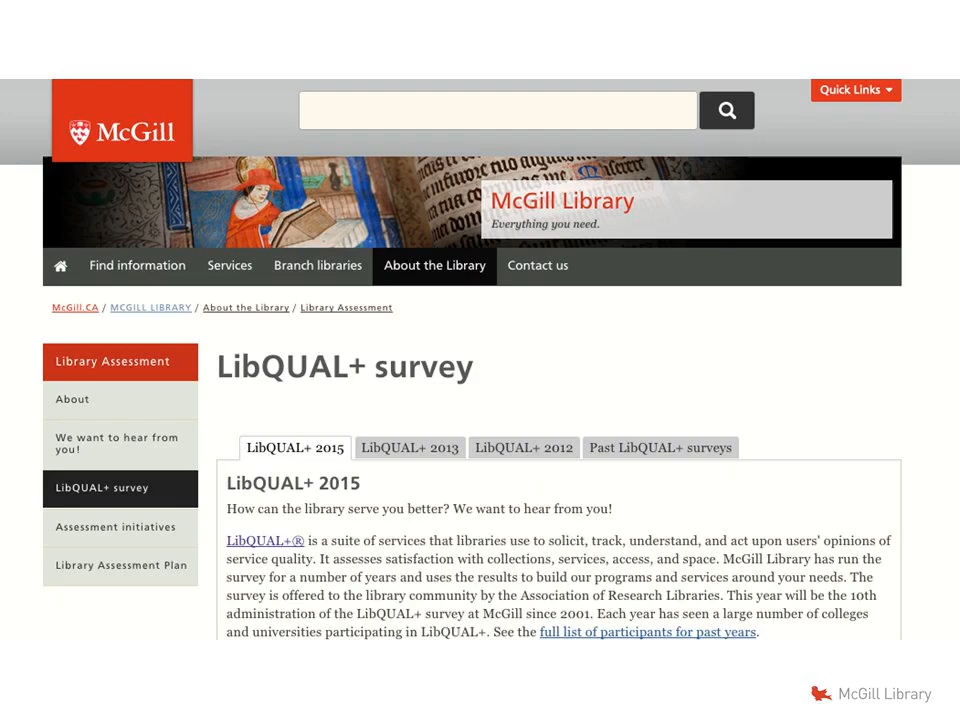 Quick Links
McGill
McGill Library
Everything you need.
Find information Services Branch libraries About the Library Contact us
McGill.CA / MCGILL LIBRARY / About the Library / Library Assessment
Library Assessment
About
We want to hear from
you!
LibQUAL+ survey
Assessment initiatives
Library Assessment Plan
LibQUAL+ survey
LibQUAL+ 2015 LibQUAL+ 2013 LibQUAL+ 2012 Past LibQUAL+ surveys
LibQUAL+ 2015
How can the library serve you better? We want to hear from you!
LibQUAL+® is a suite of services that libraries use to solicit, track, understand, and act upon users' opinions of
service quality. It assesses satisfaction with collections, services, access, and space. McGill Library has run the
survey for a number of years and uses the results to build our programs and services around your needs. The
survey is offered to the library community by the Association of Research Libraries. This year will be the 10th
administration of the LibQUAL+ survey at McGill since 2001. Each year has seen a large number of colleges
and universities participating in LibQUAL+. See the full list of participants for past years.
McGill Library